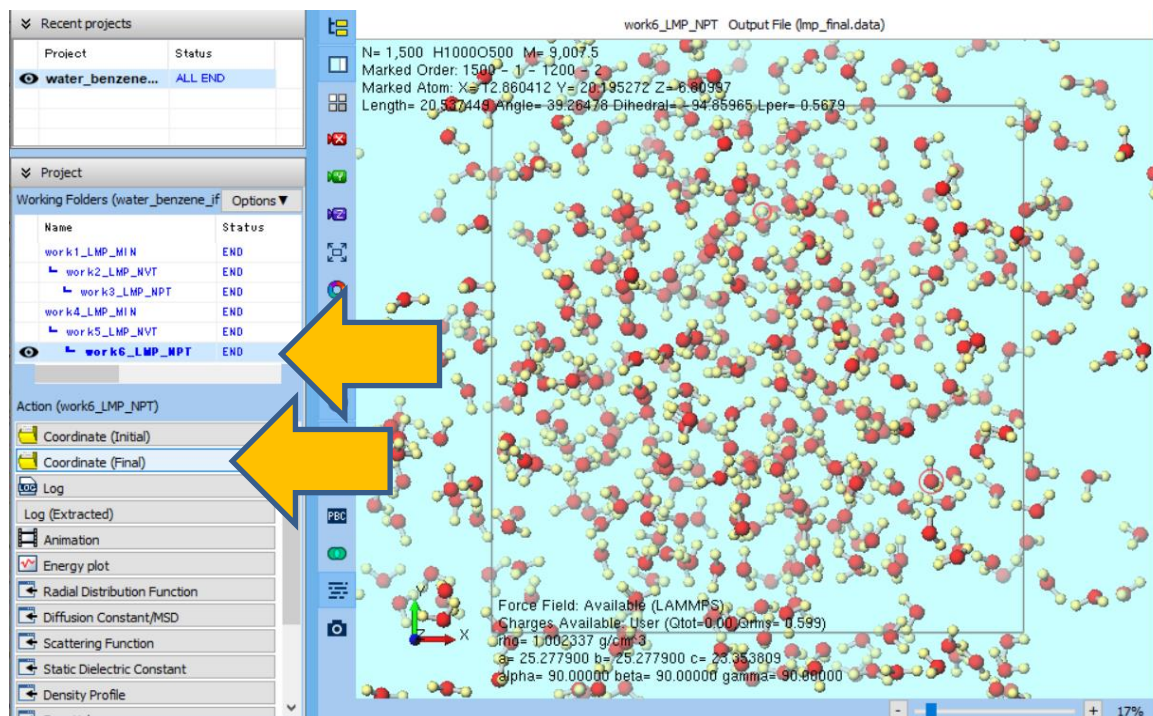 Recent projects
Project Status
water_benzene... ALL END
Project
Working Folders (water_benzene_if Options▼
Name Status
work1_LMP_MIN END
work2_LMP_NVT END
work3_LMP_NPT END
work4_LMP_MIN END
work5_LMP_NVT END
work6_LMP_NPT END
Action (work6_LMP_NPT)
Coordinate (Initial)
Coordinate (Final)
LOG Log
Log (Extracted)
Animation
Energy plot
Radial Distribution Function
Diffusion Constant/MSD
Scattering Function
Static Dielectric Constant
Density Profile
X
Y
Z
PBC
work6_LMP_NPT Output File (lmp_final.data)
N= 1,500 H1000O500 M= 9,007.5
Marked Order: 1500 - 1 - 1200 - 2
Marked Atom: X= 12.860412 Y= 20.195272 Z= 6.60997
Length= 20.537449 Angle= 39.26478 Dihedral= -94.85965 Lper= 0.5679
Y
Z X
Force Field: Available (LAMMPS)
Charges Available: User (Qtot=0.00 Qrms= 0.599)
rho= 1.002337 g/cm^3
a= 25.277900 b= 25.277900 c= 23.353809
alpha= 90.00000 beta= 90.00000 gamma= 90.00000
- + 17%